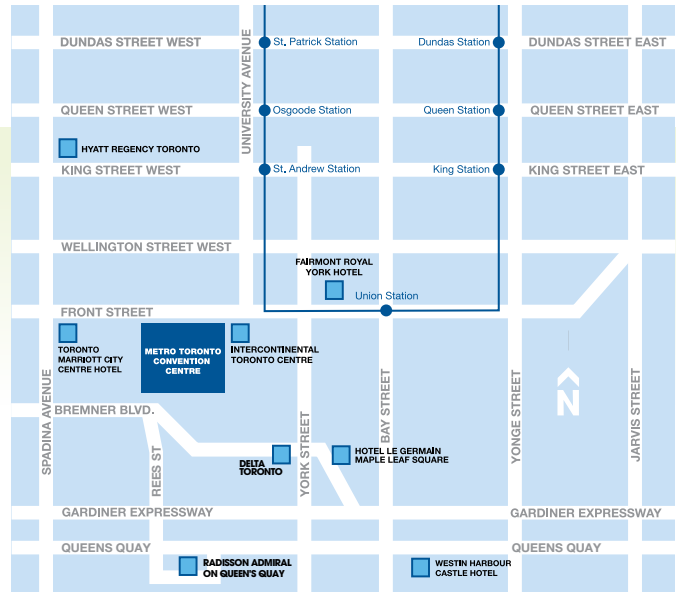 DUNDAS STREET WEST
UNIVERSITY AVENUE
St. Patrick Station
Dundas Station
DUNDAS STREET EAST
QUEEN STREET WEST
Osgoode Station
Queen Station
QUEEN STREET EAST
HYATT REGENCY TORONTO
KING STREET WEST
St. Andrew Station
King Station
KING STREET EAST
WELLINGTON STREET WEST
FAIRMONT ROYAL
YORK HOTEL
Union Station
FRONT STREET
TORONTO
MARRIOTT CITY
CENTRE HOTEL
METRO TORONTO
CONVENTION
CENTRE
INTERCONTINENTAL
TORONTO CENTRE
SPADINA AVENUE
BREMNER BLVD.
REES ST
YORK STREET
BAY STREET
YONGE STREET
N
JARVIS STREET
DELTA
TORONTO
HOTEL LE GERMAIN
MAPLE LEAF SQUARE
GARDINER EXPRESSWAY
GARDINER EXPRESSWAY
QUEENS QUAY
QUEENS QUAY
RADISSON ADMIRAL
ON QUEEN'S QUAY
WESTIN HARBOUR
CASTLE HOTEL